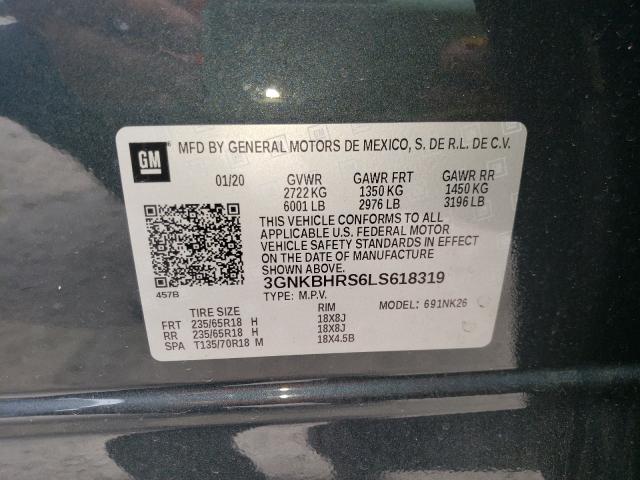 GM MFD BY GENERAL MOTORS DE MEXICO, S. DE R.L. DE C.V.
01/20 GVWR GAWR FRT GAWR RR
2722 KG 1350 KG 1450 KG
6001 LB 2976 LB 3196 LB
THIS VEHICLE CONFORMS TO ALL
APPLICABLE U.S. FEDERAL MOTOR
VEHICLE SAFETY STANDARDS IN EFFECT
ON THE DATE OF MANUFACTURE
SHOWN ABOVE.
3GNKBHRS6LS618319
457B TYPE: M.P.V. MODEL: 691NK26
TIRE SIZE RIM
FRT 235/65R18 H 18X8J
RR 235/65R18 H 18X8J
SPA T135/70R18 M 18X4.5B